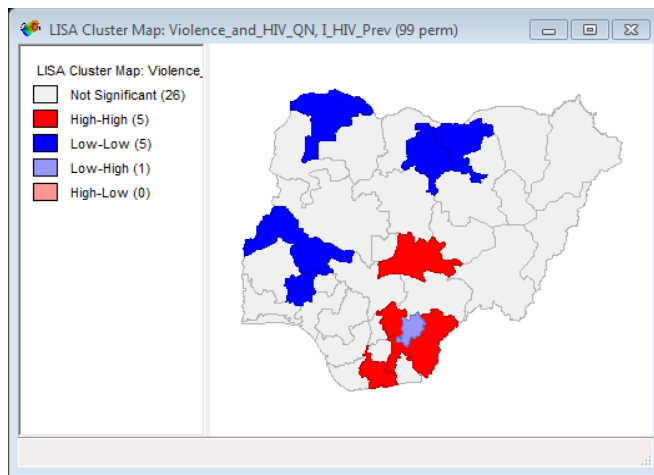 LISA Cluster Map: Violence_and_HIV_QN, I_HIV_Prev (99 perm)
LISA Cluster Map: Violence_
Not Significant (26)
High-High (5)
Low-Low (5)
Low-High (1)
High-Low (0)